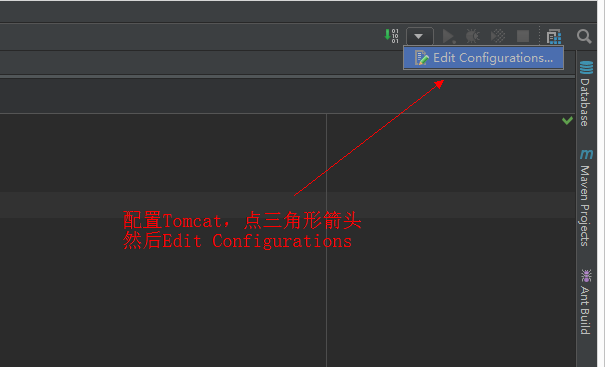 Edit Configurations...
Database
Maven Projects
Ant Build
配置Tomcat，点三角形箭头
然后Edit Configurations